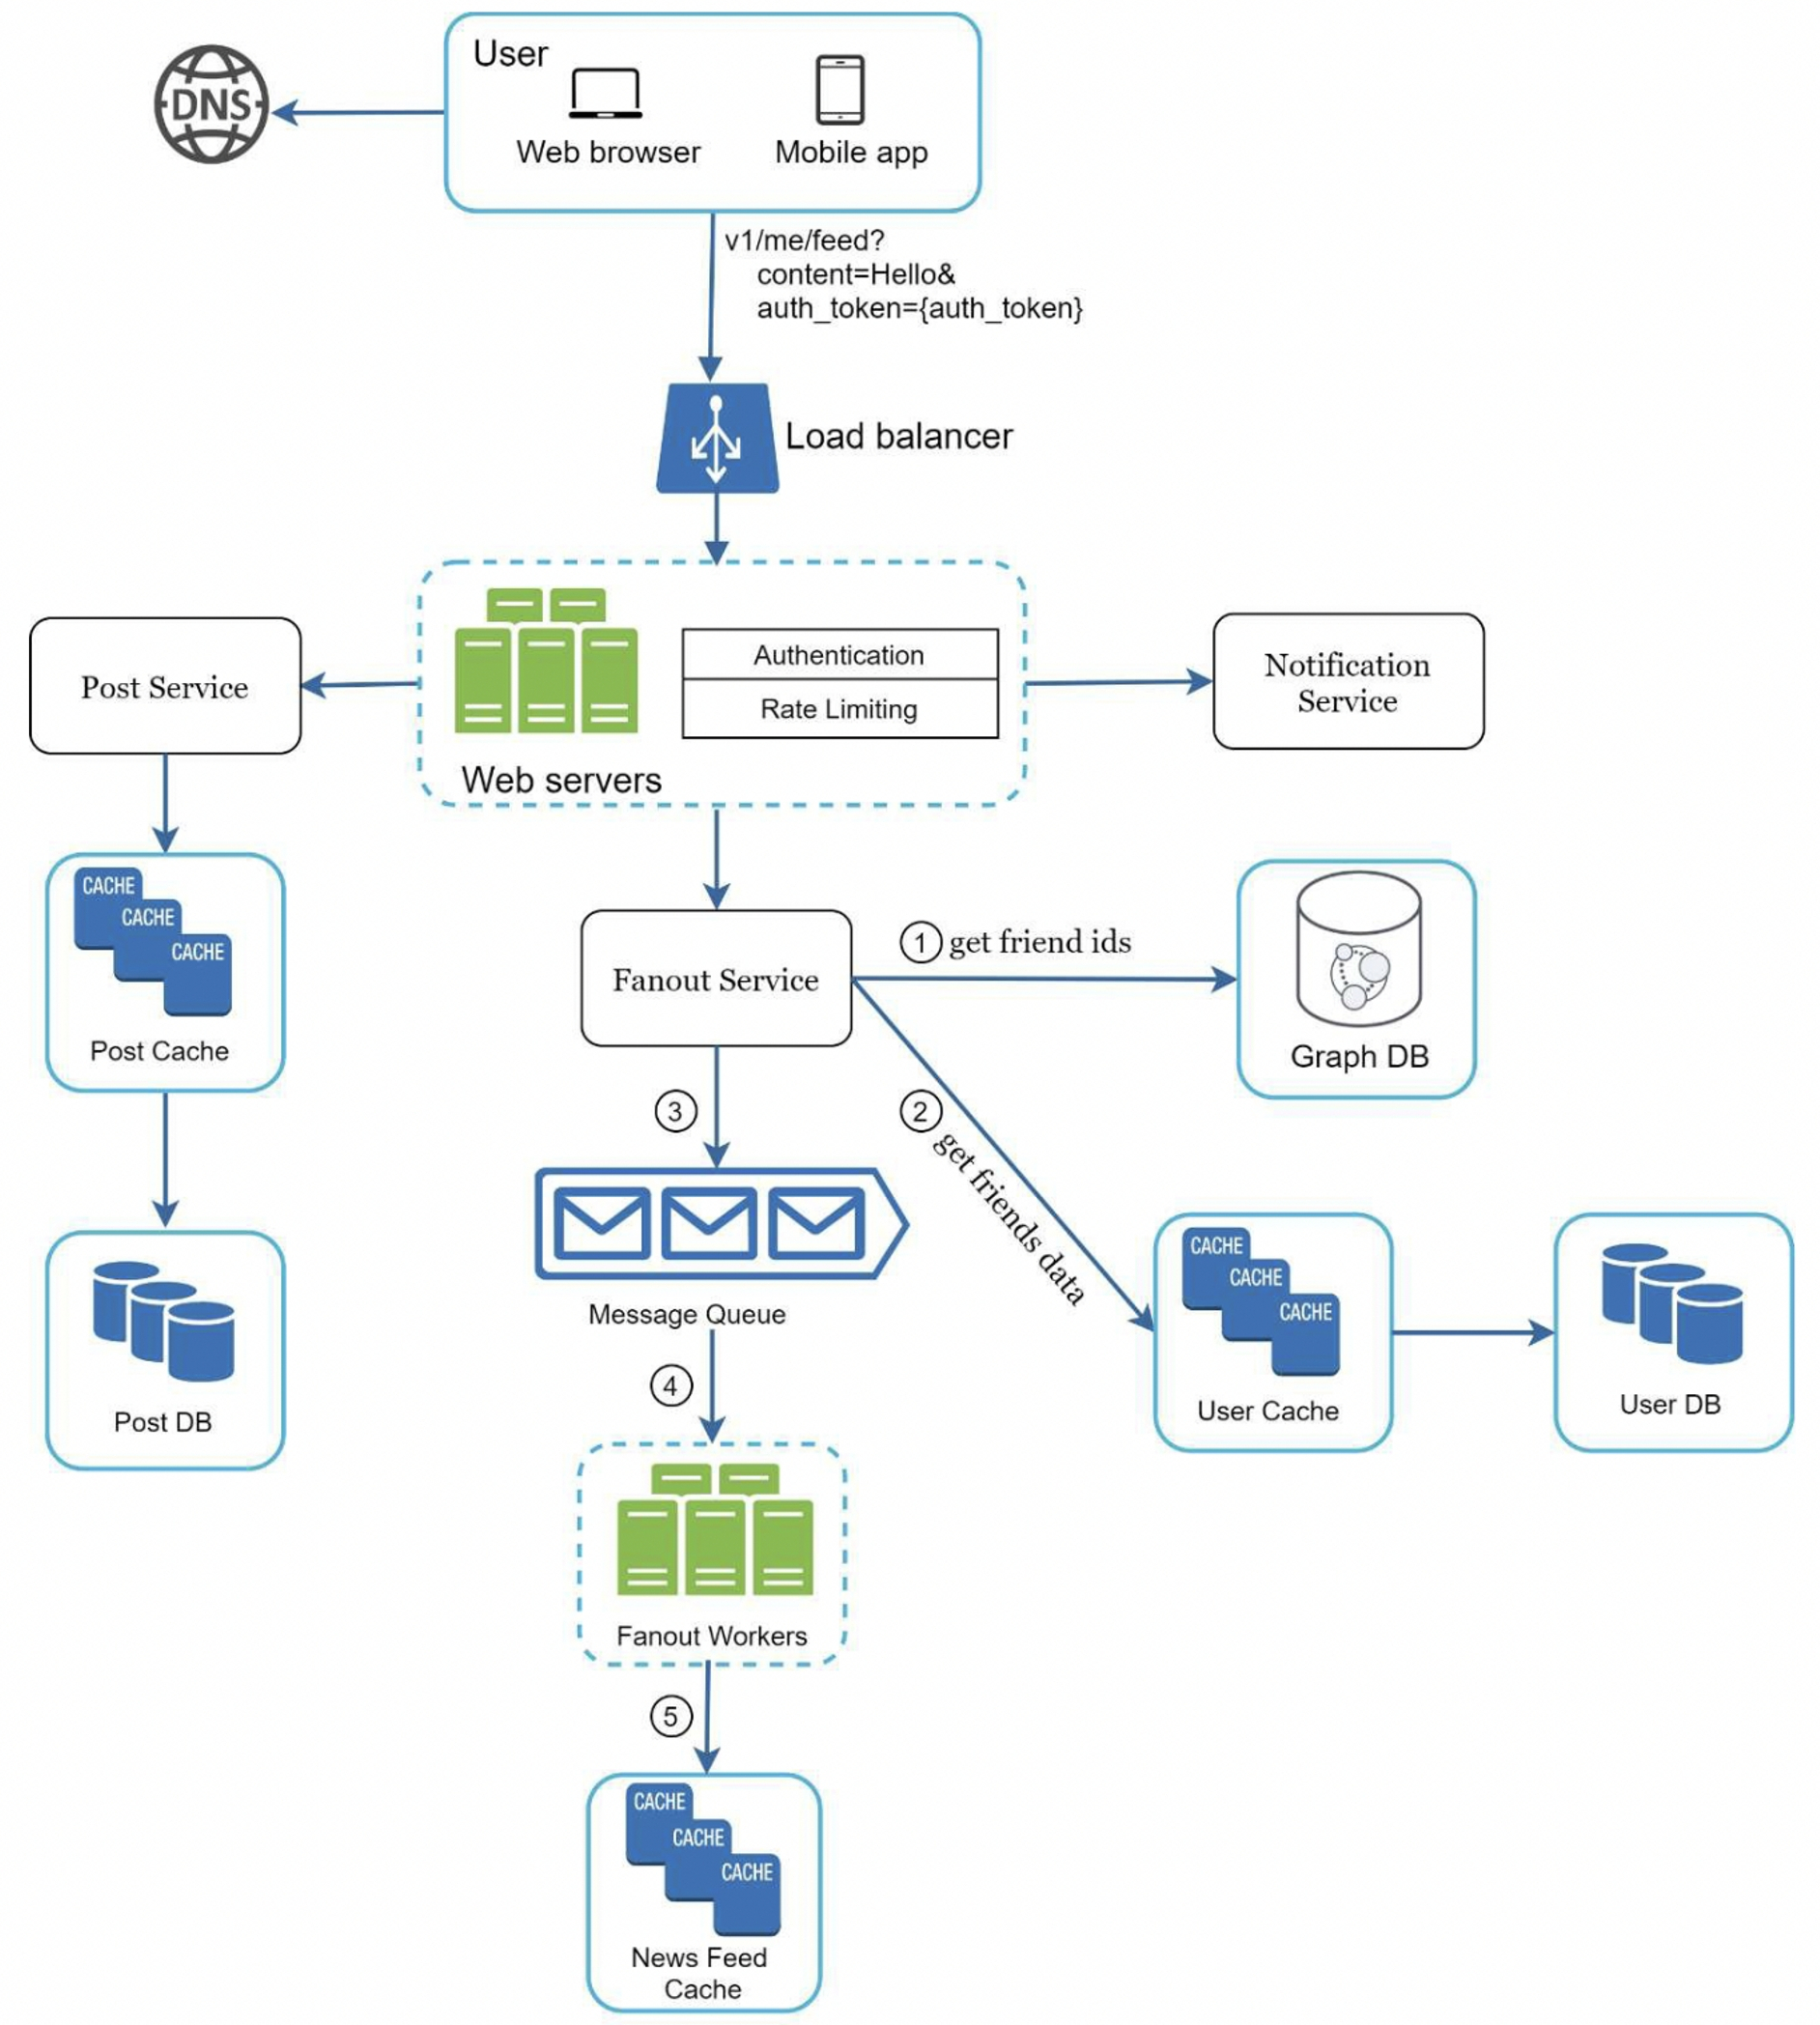 DNS
User
Web browser
Mobile app
v1/me/feed?
content=Hello&
auth_token={auth_token}
Load balancer
Post Service
Authentication
Rate Limiting
Web servers
Notification
Service
CACHE
CACHE
CACHE
Post Cache
Fanout Service
1 get friend ids
Graph DB
3
2 get friends data
Message Queue
CACHE
CACHE
CACHE
User Cache
User DB
Post DB
4
Fanout Workers
5
CACHE
CACHE
CACHE
News Feed
Cache